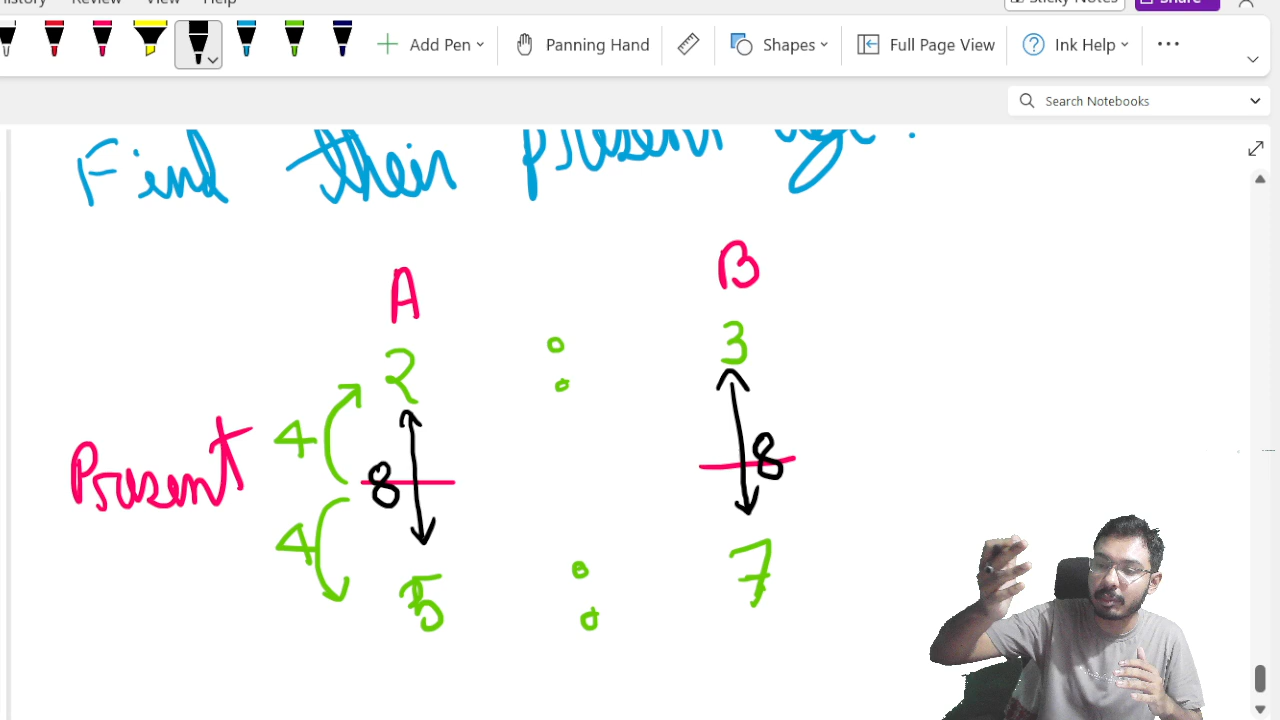 History Review View Help
Sticky Notes Share
Add Pen Panning Hand Shapes Full Page View Ink Help
Search Notebooks
Find their present age?
A B
2 : 3
4
Present 8 8
4
5 : 7